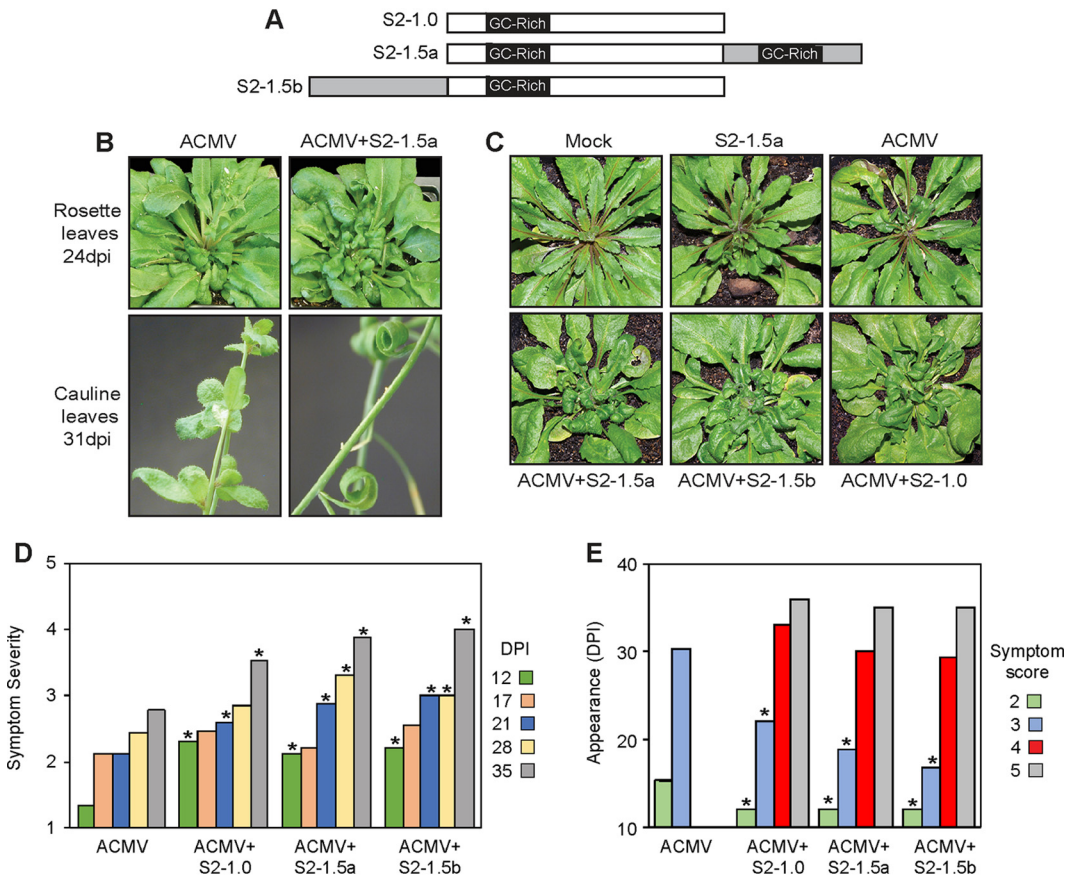 A
S2-1.0 GC-Rich
S2-1.5a GC-Rich GC-Rich
S2-1.5b GC-Rich
B
ACMV ACMV+S2-1.5a
Rosette
leaves
24dpi
Cauline
leaves
31dpi
C
Mock S2-1.5a ACMV
ACMV+S2-1.5a ACMV+S2-1.5b ACMV+S2-1.0
D
Symptom Severity
5
4
3
2
1
* * *
* * *
* * * *
ACMV
ACMV+
S2-1.0
ACMV+
S2-1.5a
ACMV+
S2-1.5b
DPI
12
17
21
28
35
E
Appearance (DPI)
40
30
20
10
* *
* *
* *
ACMV
ACMV+
S2-1.0
ACMV+
S2-1.5a
ACMV+
S2-1.5b
Symptom
score
2
3
4
5